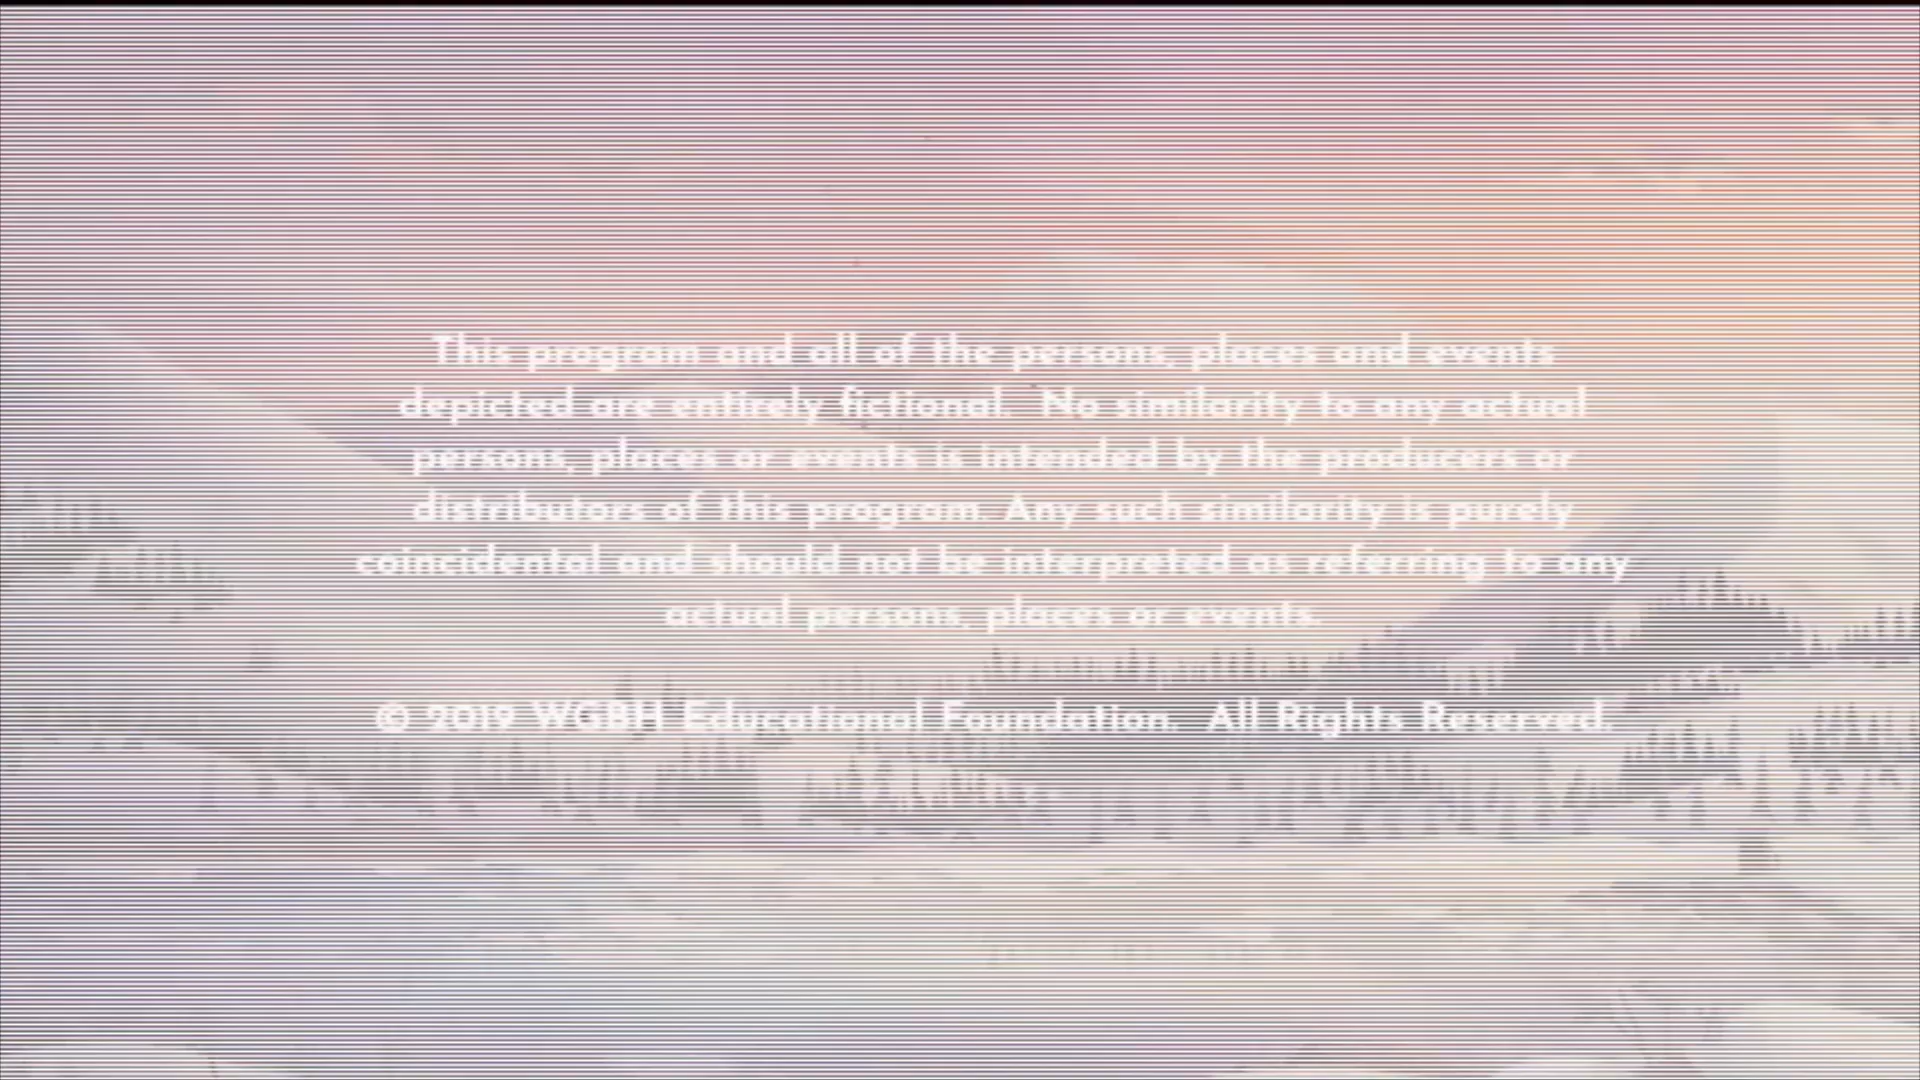 This program and all of the persons, places and events
depicted are entirely fictional. No similarity to any actual
persons, places or events is intended by the producers or
distributors of this program. Any such similarity is purely
coincidental and should not be interpreted as referring to any
actual persons, places or events.
© 2019 WGBH Educational Foundation. All Rights Reserved.